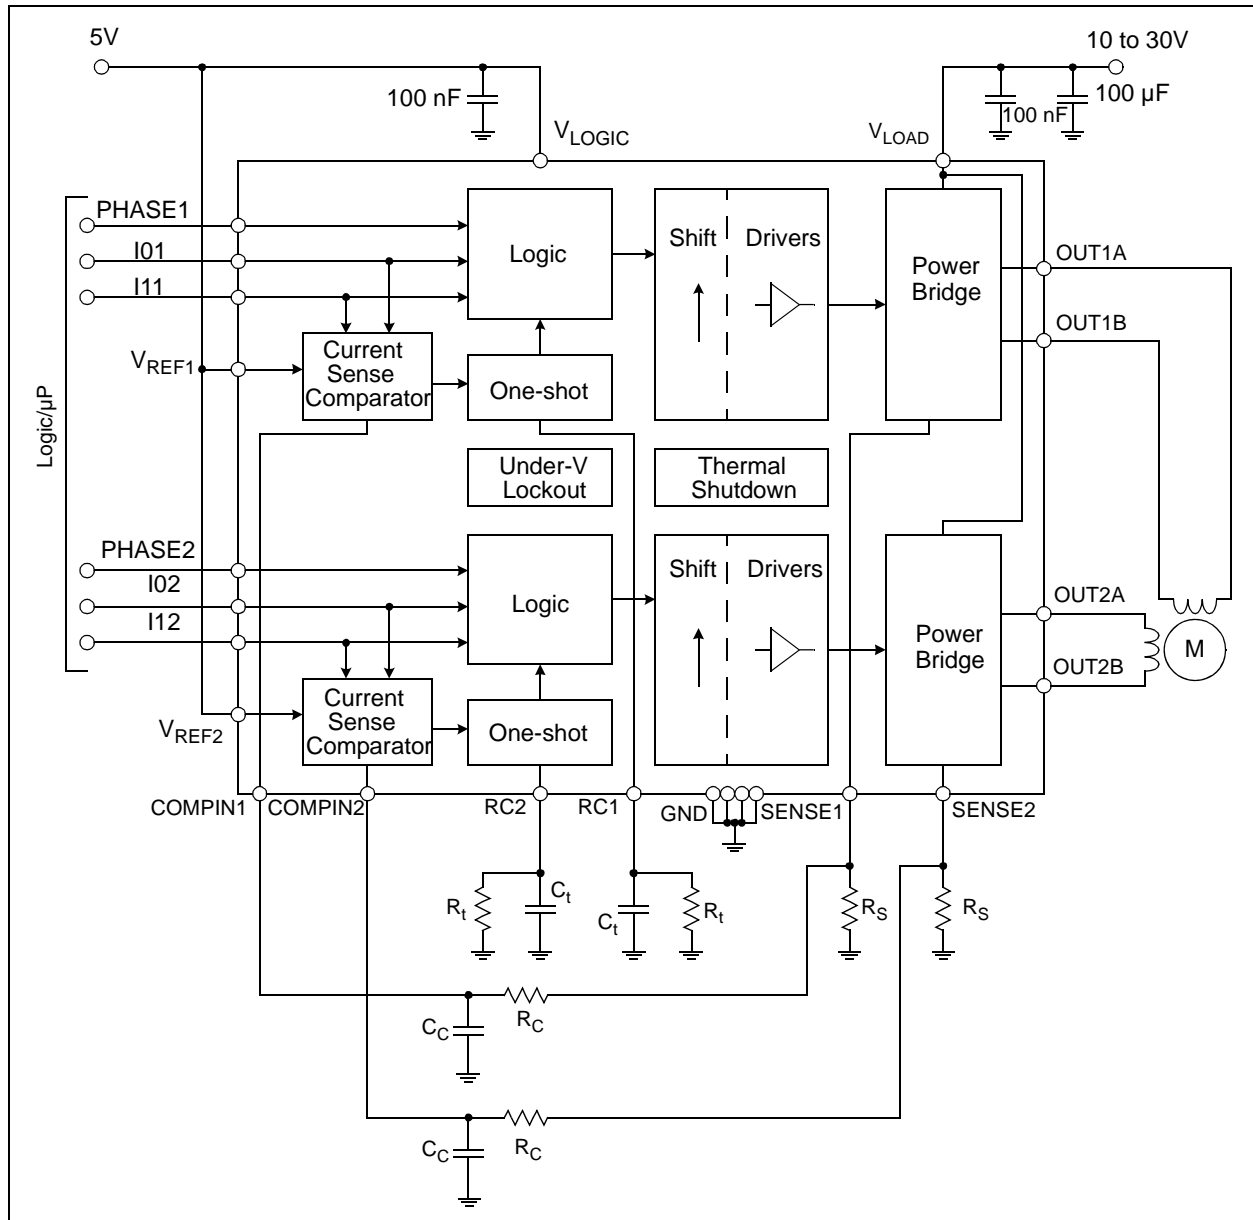 5V
10 to 30V
100 nF
100 nF
100 µF
VLOGIC
VLOAD
PHASE1
I01
I11
VREF1
Logic/µP
Logic
Shift
Drivers
Power
Bridge
OUT1A
OUT1B
Current
Sense
Comparator
One-shot
Under-V
Lockout
Thermal
Shutdown
PHASE2
I02
I12
VREF2
Logic
Shift
Drivers
Power
Bridge
OUT2A
OUT2B
M
Current
Sense
Comparator
One-shot
COMPIN1
COMPIN2
RC2
RC1
GND
SENSE1
SENSE2
Rt
Ct
Ct
Rt
RS
RS
CC
RC
CC
RC